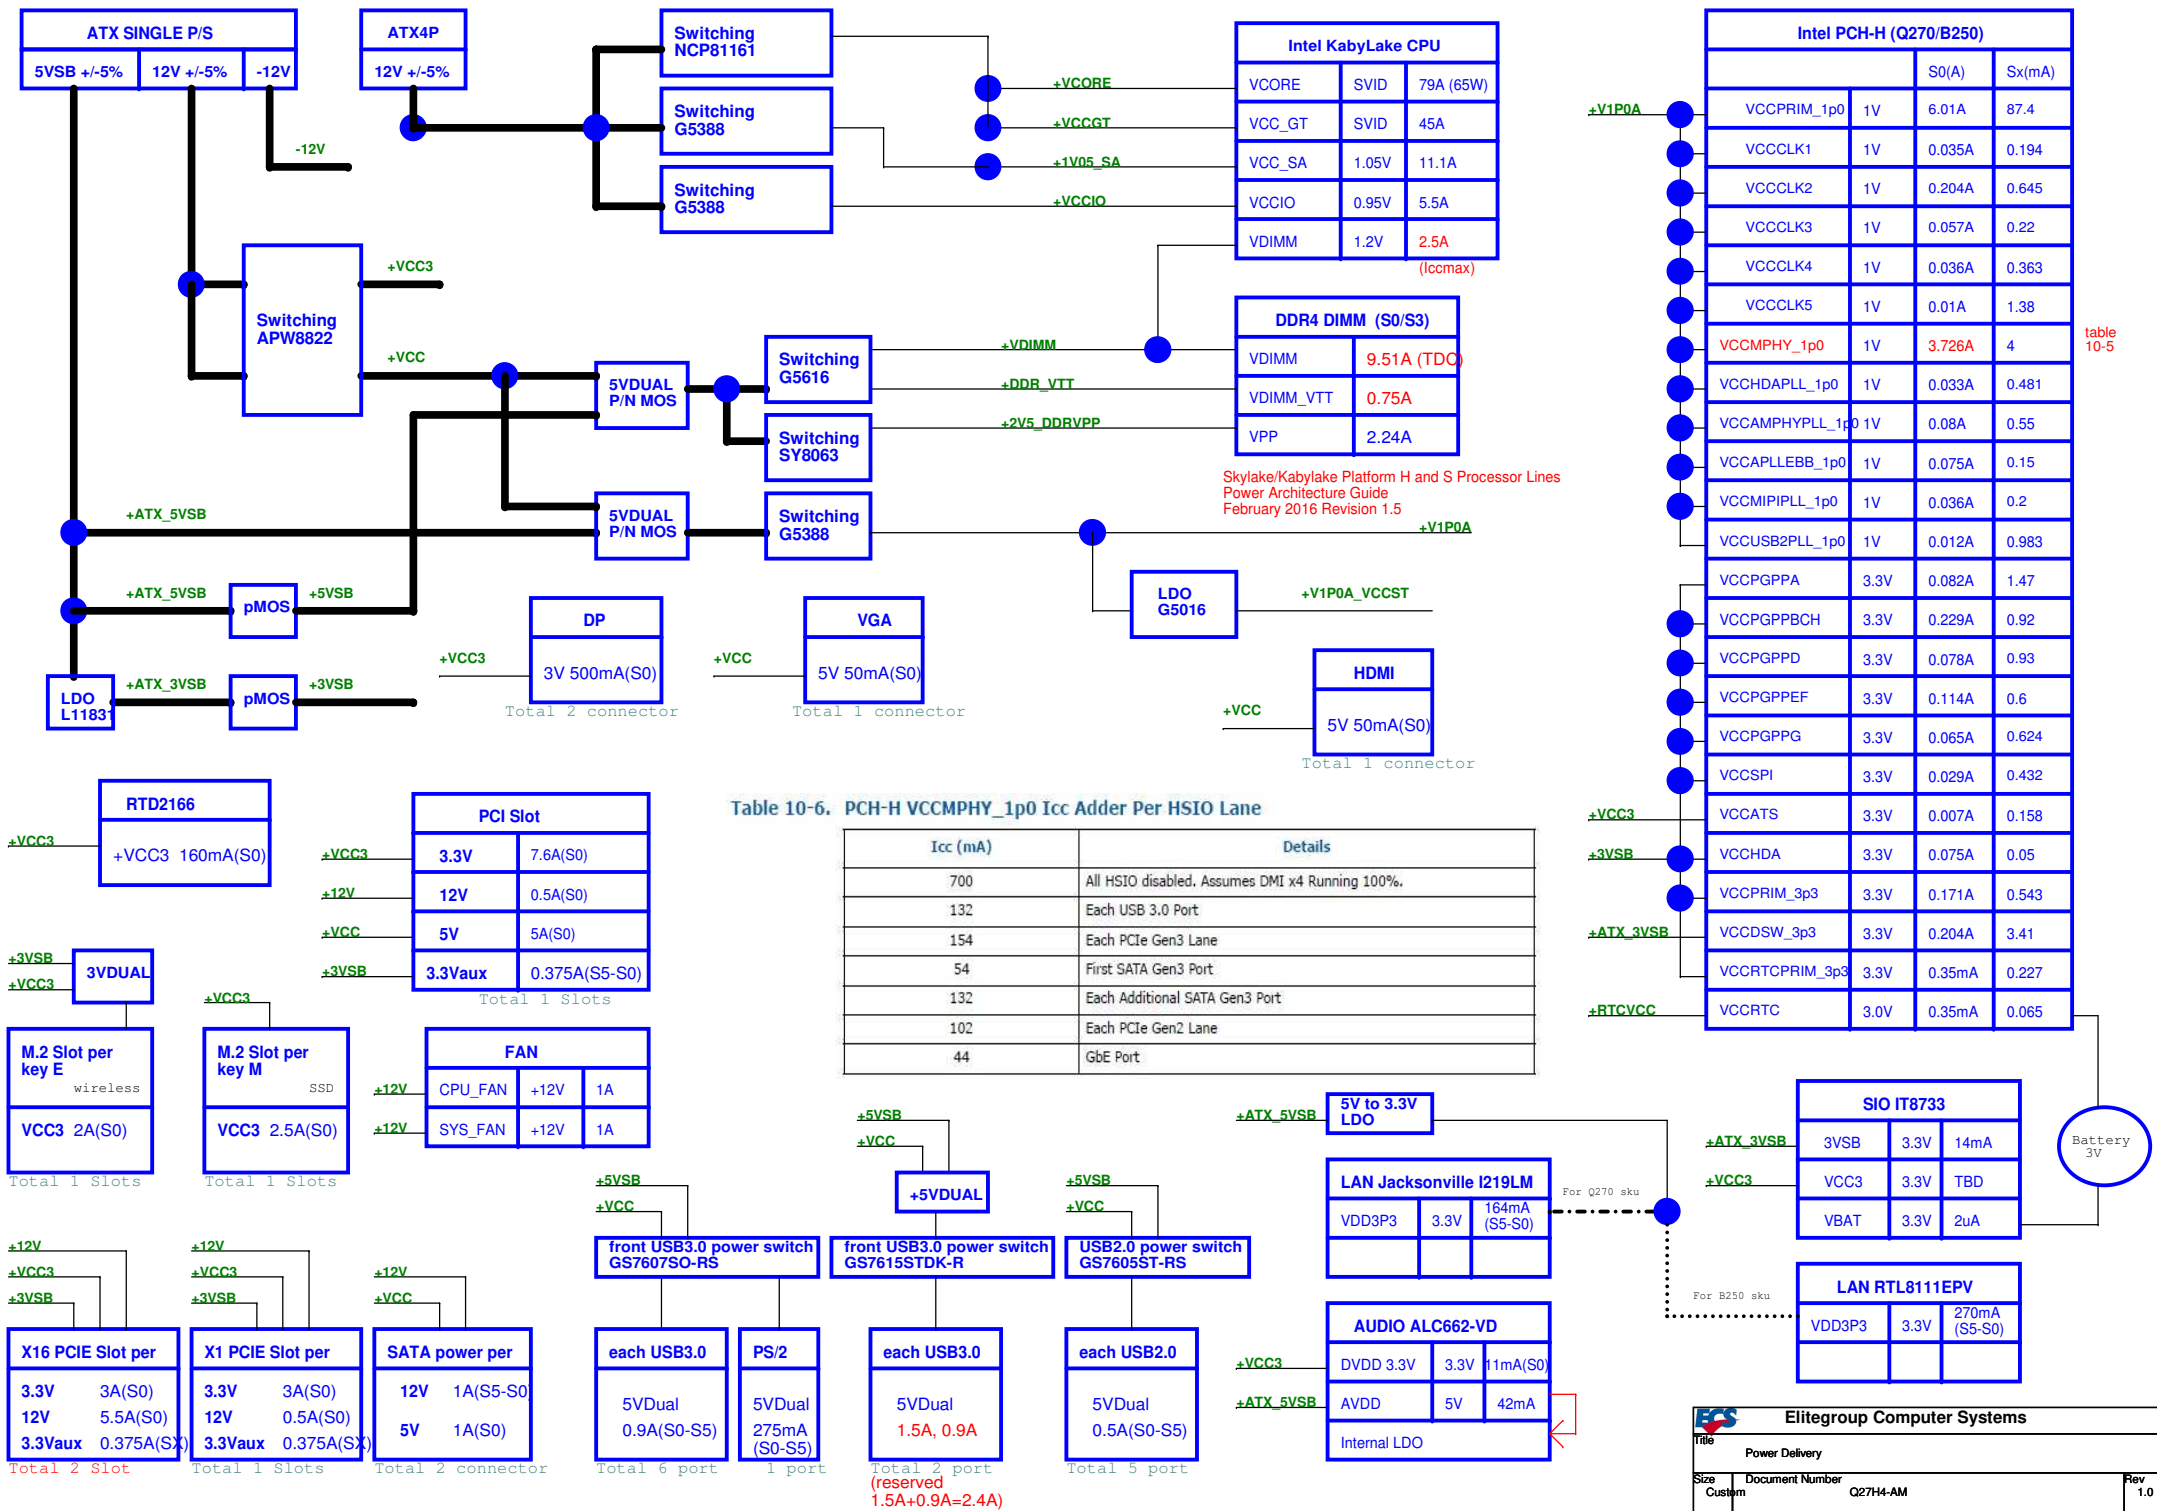 ATX SINGLE P/S
5VSB +/-5%
12V +/-5%
-12V
-12V
ATX4P
12V +/-5%
Switching
NCP81161
Switching
G5388
Switching
G5388
+VCORE
+VCCGT
+1V05_SA
+VCCIO
Intel KabyLake CPU
VCORE SVID 79A (65W)
VCC_GT SVID 45A
VCC_SA 1.05V 11.1A
VCCIO 0.95V 5.5A
VDIMM 1.2V 2.5A
(Iccmax)
Switching
APW8822
+VCC3
+VCC
5VDUAL
P/N MOS
Switching
G5616
Switching
SY8063
+VDIMM
+DDR_VTT
+2V5_DDRVPP
DDR4 DIMM (S0/S3)
VDIMM 9.51A (TDC)
VDIMM_VTT 0.75A
VPP 2.24A
Skylake/Kabylake Platform H and S Processor Lines
Power Architecture Guide
February 2016 Revision 1.5
+ATX_5VSB
5VDUAL
P/N MOS
Switching
G5388
+V1P0A
LDO
G5016
+V1P0A_VCCST
+ATX_5VSB
pMOS
+5VSB
LDO
L11831
+ATX_3VSB
pMOS
+3VSB
DP
+VCC3
3V 500mA(S0)
Total 2 connector
VGA
+VCC
5V 50mA(S0)
Total 1 connector
HDMI
+VCC
5V 50mA(S0)
Total 1 connector
Intel PCH-H (Q270/B250)
S0(A) Sx(mA)
+V1P0A
VCCPRIM_1p0 1V 6.01A 87.4
VCCCLK1 1V 0.035A 0.194
VCCCLK2 1V 0.204A 0.645
VCCCLK3 1V 0.057A 0.22
VCCCLK4 1V 0.036A 0.363
VCCCLK5 1V 0.01A 1.38
VCCMPHY_1p0 1V 3.726A 4
table
10-5
VCCHDAPLL_1p0 1V 0.033A 0.481
VCCAMPHYPLL_1p0 1V 0.08A 0.55
VCCAPLLEBB_1p0 1V 0.075A 0.15
VCCMIPIPLL_1p0 1V 0.036A 0.2
VCCUSB2PLL_1p0 1V 0.012A 0.983
VCCPGPPA 3.3V 0.082A 1.47
VCCPGPPBCH 3.3V 0.229A 0.92
VCCPGPPD 3.3V 0.078A 0.93
VCCPGPPEF 3.3V 0.114A 0.6
VCCPGPPG 3.3V 0.065A 0.624
VCCSPI 3.3V 0.029A 0.432
+VCC3 VCCATS 3.3V 0.007A 0.158
+3VSB VCCHDA 3.3V 0.075A 0.05
VCCPRIM_3p3 3.3V 0.171A 0.543
+ATX_3VSB VCCDSW_3p3 3.3V 0.204A 3.41
VCCRTCPRIM_3p3 3.3V 0.35mA 0.227
+RTCVCC VCCRTC 3.0V 0.35mA 0.065
RTD2166
+VCC3
+VCC3 160mA(S0)
PCI Slot
+VCC3 3.3V 7.6A(S0)
+12V 12V 0.5A(S0)
+VCC 5V 5A(S0)
+3VSB 3.3Vaux 0.375A(S5-S0)
Total 1 Slots
Table 10-6. PCH-H VCCMPHY_1p0 Icc Adder Per HSIO Lane
Icc (mA) Details
700 All HSIO disabled. Assumes DMI x4 Running 100%.
132 Each USB 3.0 Port
154 Each PCIe Gen3 Lane
54 First SATA Gen3 Port
132 Each Additional SATA Gen3 Port
102 Each PCIe Gen2 Lane
44 GbE Port
+3VSB
+VCC3
3VDUAL
M.2 Slot per
key E
wireless
VCC3 2A(S0)
Total 1 Slots
+VCC3
M.2 Slot per
key M
SSD
VCC3 2.5A(S0)
Total 1 Slots
FAN
+12V CPU_FAN +12V 1A
+12V SYS_FAN +12V 1A
+12V
+VCC3
+3VSB
X16 PCIE Slot per
3.3V 3A(S0)
12V 5.5A(S0)
3.3Vaux 0.375A(SX)
Total 2 Slot
+12V
+VCC3
+3VSB
X1 PCIE Slot per
3.3V 3A(S0)
12V 0.5A(S0)
3.3Vaux 0.375A(SX)
Total 1 Slots
+12V
+VCC
SATA power per
12V 1A(S5-S0)
5V 1A(S0)
Total 2 connector
+5VSB
+VCC
front USB3.0 power switch
GS7607SO-RS
each USB3.0
5VDual
0.9A(S0-S5)
Total 6 port
PS/2
5VDual
275mA
(S0-S5)
1 port
+5VSB
+VCC
+5VDUAL
front USB3.0 power switch
GS7615STDK-R
each USB3.0
5VDual
1.5A, 0.9A
Total 2 port
(reserved
1.5A+0.9A=2.4A)
+5VSB
+VCC
USB2.0 power switch
GS7605ST-RS
each USB2.0
5VDual
0.5A(S0-S5)
Total 5 port
+ATX_5VSB
5V to 3.3V
LDO
LAN Jacksonville I219LM
VDD3P3 3.3V 164mA
(S5-S0)
For Q270 sku
For B250 sku
AUDIO ALC662-VD
+VCC3 DVDD 3.3V 3.3V 11mA(S0)
+ATX_5VSB AVDD 5V 42mA
Internal LDO
SIO IT8733
+ATX_3VSB 3VSB 3.3V 14mA
+VCC3 VCC3 3.3V TBD
VBAT 3.3V 2uA
Battery
3V
LAN RTL8111EPV
VDD3P3 3.3V 270mA
(S5-S0)
ECS Elitegroup Computer Systems
Title
Power Delivery
Size Document Number Rev
Custom Q27H4-AM 1.0